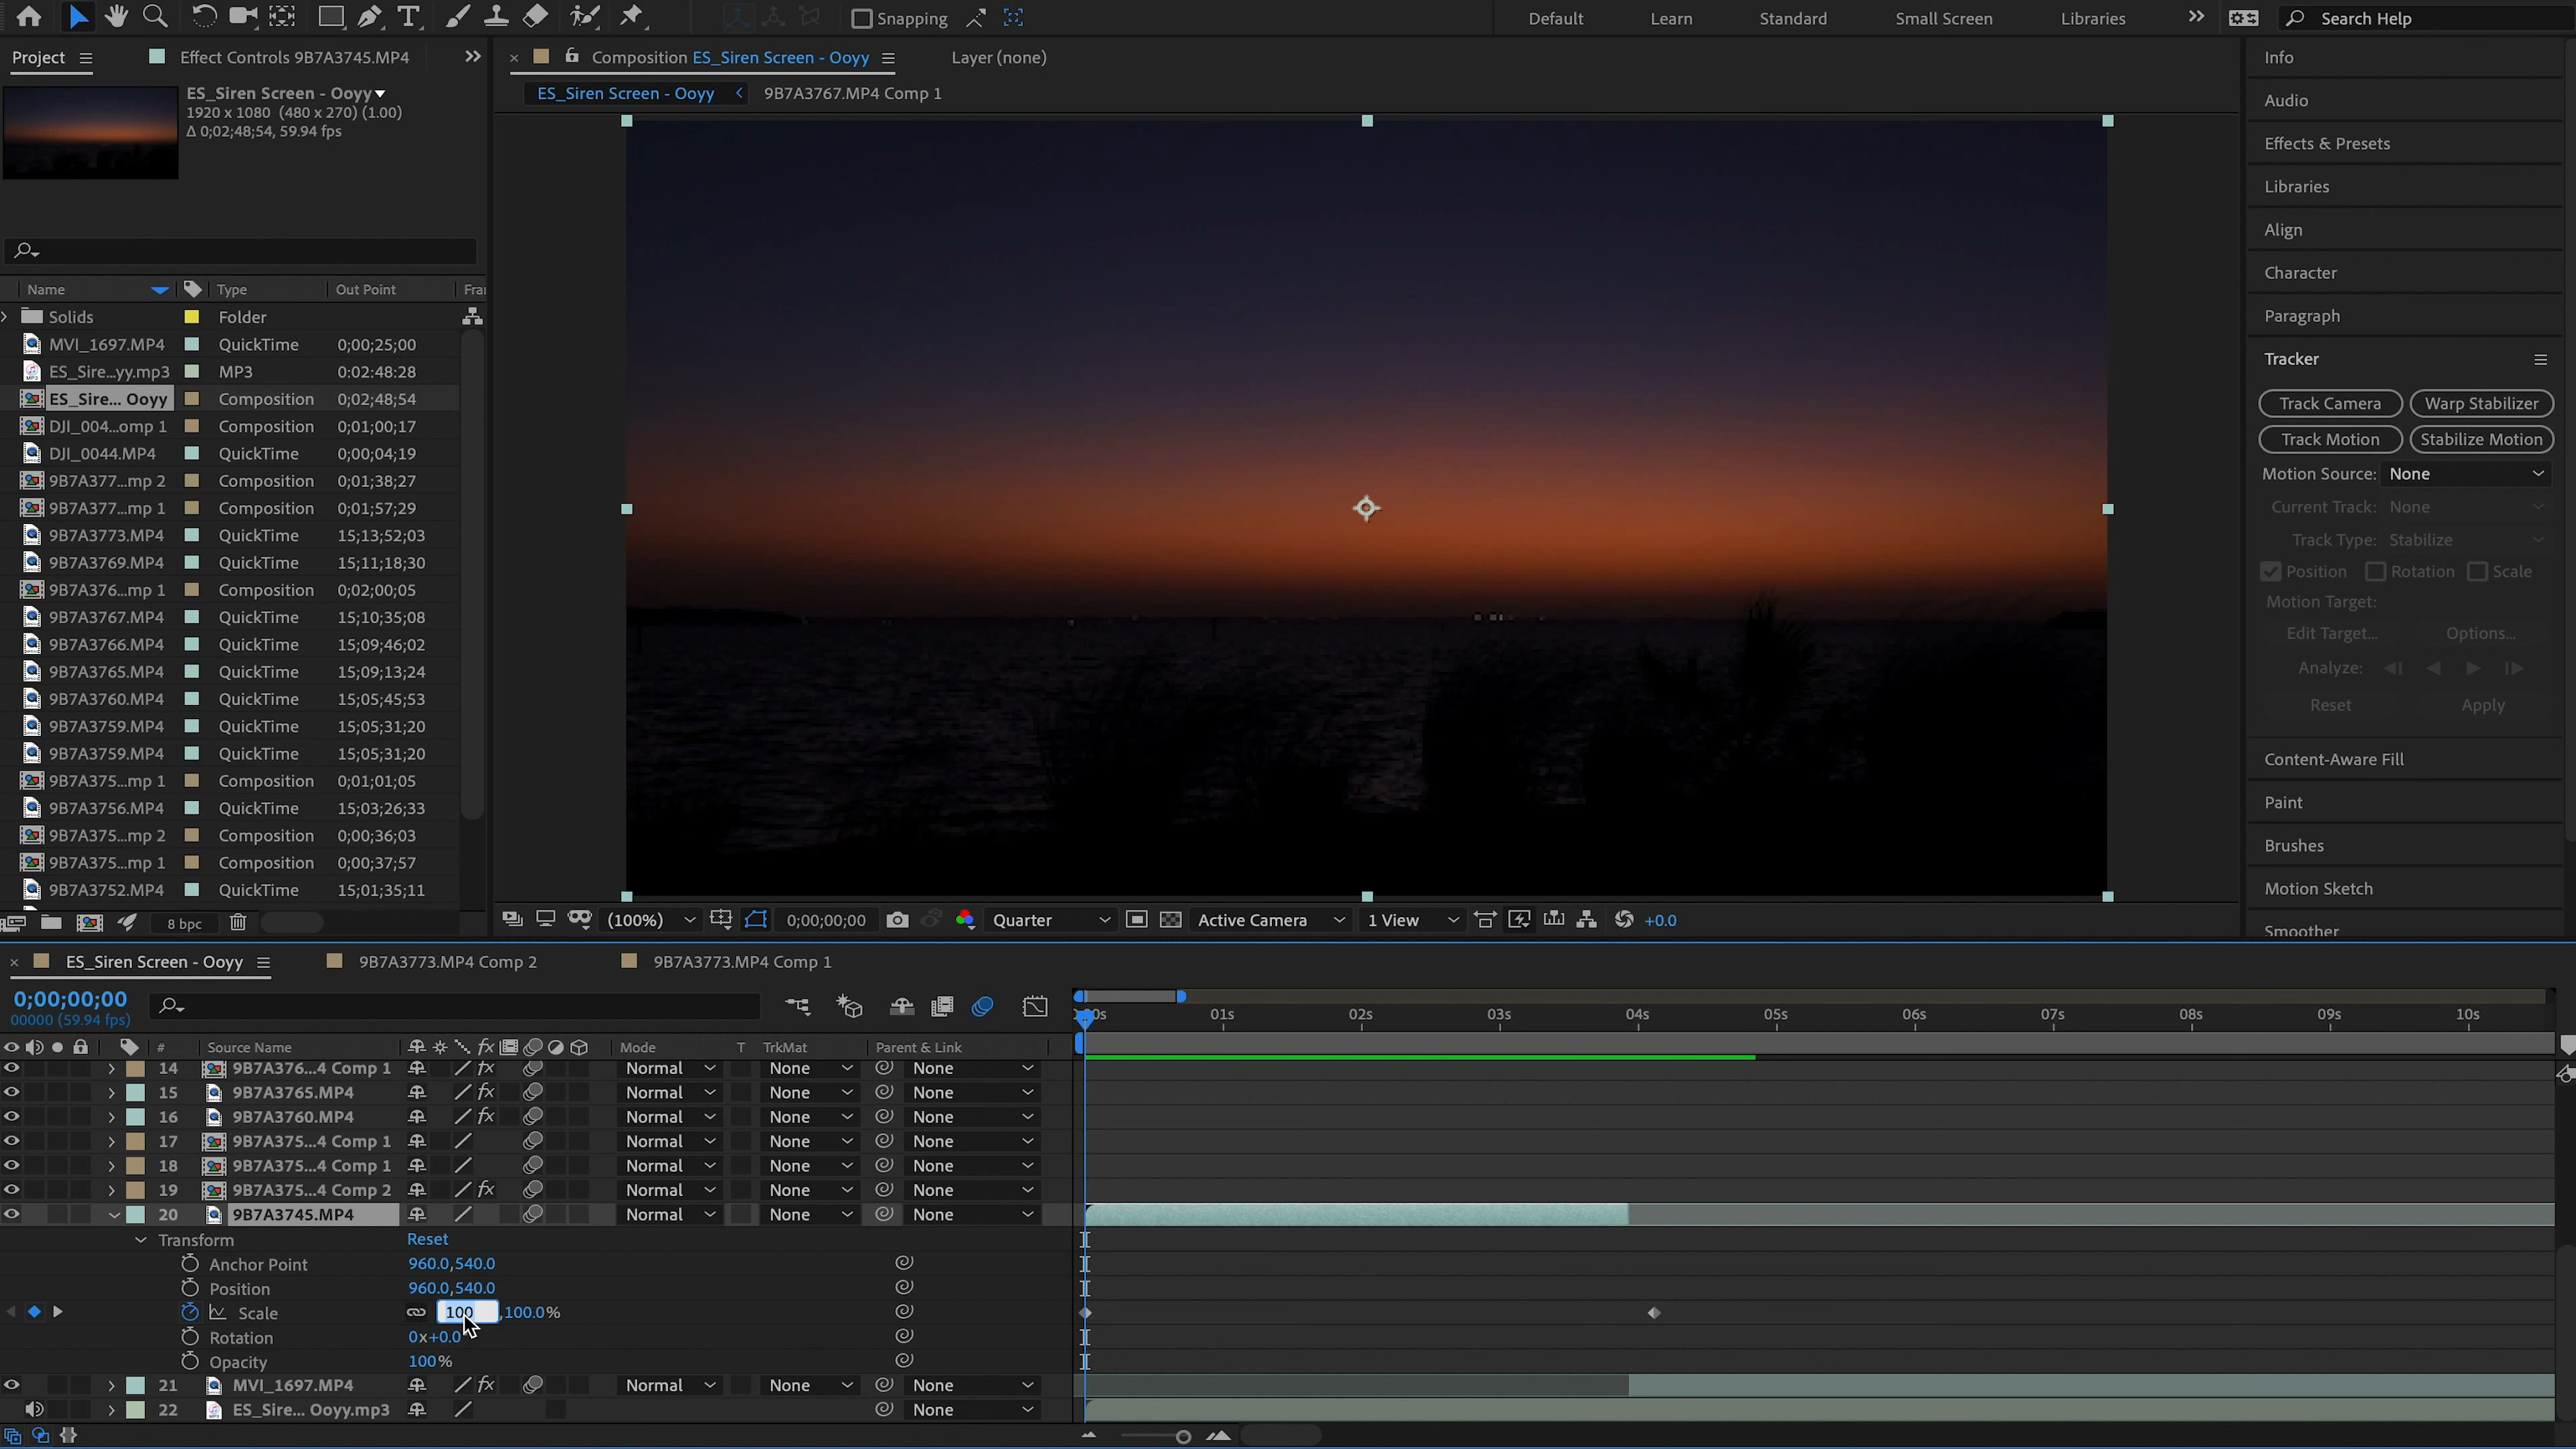 Snapping
Default
Learn
Standard
Small Screen
Libraries
Search Help
Project
Effect Controls 9B7A3745.MP4
Composition ES_Siren Screen - Ooyy
Layer (none)
ES_Siren Screen - Ooyy
9B7A3767.MP4 Comp 1
ES_Siren Screen - Ooyy
1920 x 1080 (480 x 270) (1.00)
Δ 0;02;48;54, 59.94 fps
Name Type Out Point Fra
Solids Folder
MVI_1697.MP4 QuickTime 0;00;25;00
ES_Sire...yy.mp3 MP3 0:02:48:28
ES_Sire... Ooyy Composition 0;02;48;54
DJI_004...omp 1 Composition 0;01;00;17
DJI_0044.MP4 QuickTime 0;00;04;19
9B7A377...mp 2 Composition 0;01;38;27
9B7A377...mp 1 Composition 0;01;57;29
9B7A3773.MP4 QuickTime 15;13;52;03
9B7A3769.MP4 QuickTime 15;11;18;30
9B7A376...mp 1 Composition 0;02;00;05
9B7A3767.MP4 QuickTime 15;10;35;08
9B7A3766.MP4 QuickTime 15;09;46;02
9B7A3765.MP4 QuickTime 15;09;13;24
9B7A3760.MP4 QuickTime 15;05;45;53
9B7A3759.MP4 QuickTime 15;05;31;20
9B7A3759.MP4 QuickTime 15;05;31;20
9B7A375...mp 1 Composition 0;01;01;05
9B7A3756.MP4 QuickTime 15;03;26;33
9B7A375...mp 2 Composition 0;00;36;03
9B7A375...mp 1 Composition 0;00;37;57
9B7A3752.MP4 QuickTime 15;01;35;11
8 bpc
(100%) 0;00;00;00 Quarter Active Camera 1 View +0.0
Info
Audio
Effects & Presets
Libraries
Align
Character
Paragraph
Tracker
Track Camera Warp Stabilizer
Track Motion Stabilize Motion
Motion Source: None
Current Track: None
Track Type: Stabilize
Position Rotation Scale
Motion Target:
Edit Target... Options...
Analyze:
Reset Apply
Content-Aware Fill
Paint
Brushes
Motion Sketch
Smoother
ES_Siren Screen - Ooyy
9B7A3773.MP4 Comp 2
9B7A3773.MP4 Comp 1
0;00;00;00
00000 (59.94 fps)
01s 02s 03s 04s 05s 06s 07s 08s 09s 10s
# Source Name fx Mode T TrkMat Parent & Link
14 9B7A376...4 Comp 1 fx Normal None None
15 9B7A3765.MP4 fx Normal None None
16 9B7A3760.MP4 fx Normal None None
17 9B7A375...4 Comp 1 Normal None None
18 9B7A375...4 Comp 1 Normal None None
19 9B7A375...4 Comp 2 fx Normal None None
20 9B7A3745.MP4 Normal None None
Transform Reset
Anchor Point 960.0,540.0
Position 960.0,540.0
Scale 100 ,100.0%
Rotation 0x+0.0
Opacity 100%
21 MVI_1697.MP4 fx Normal None None
22 ES_Sire... Ooyy.mp3 None